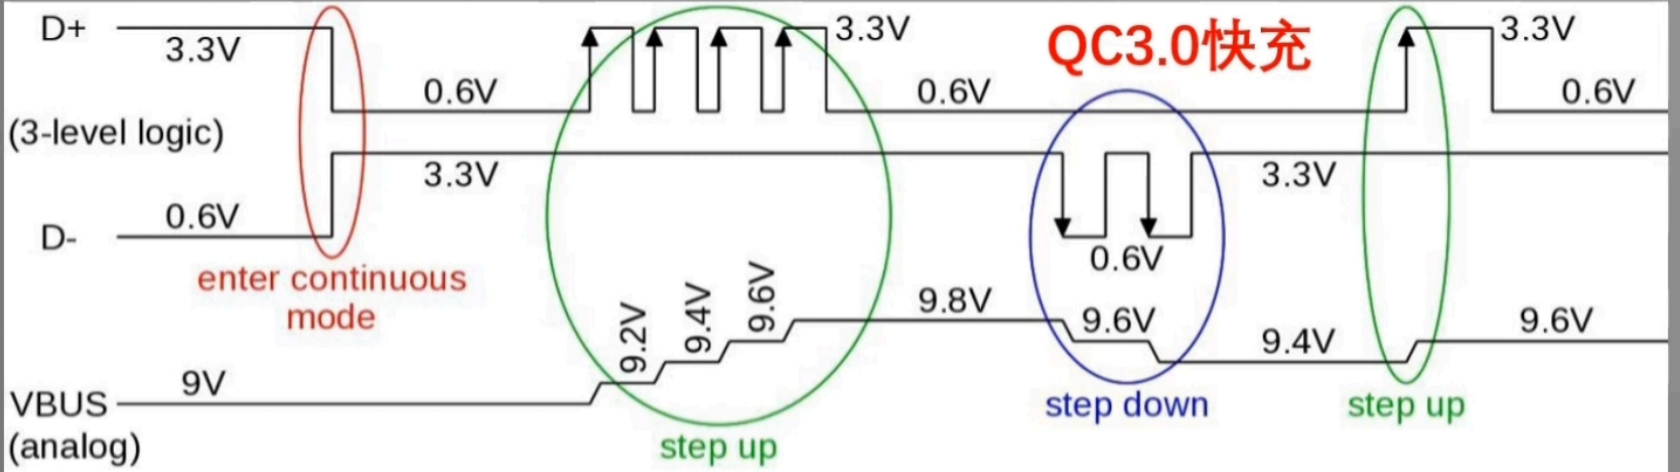 D+
3.3V
0.6V
3.3V
0.6V
QC3.0快充
3.3V
0.6V
(3-level logic)
3.3V
3.3V
D-
0.6V
0.6V
enter continuous
mode
VBUS
(analog)
9V
9.2V
9.4V
9.6V
9.8V
9.6V
9.4V
9.6V
step up
step down
step up